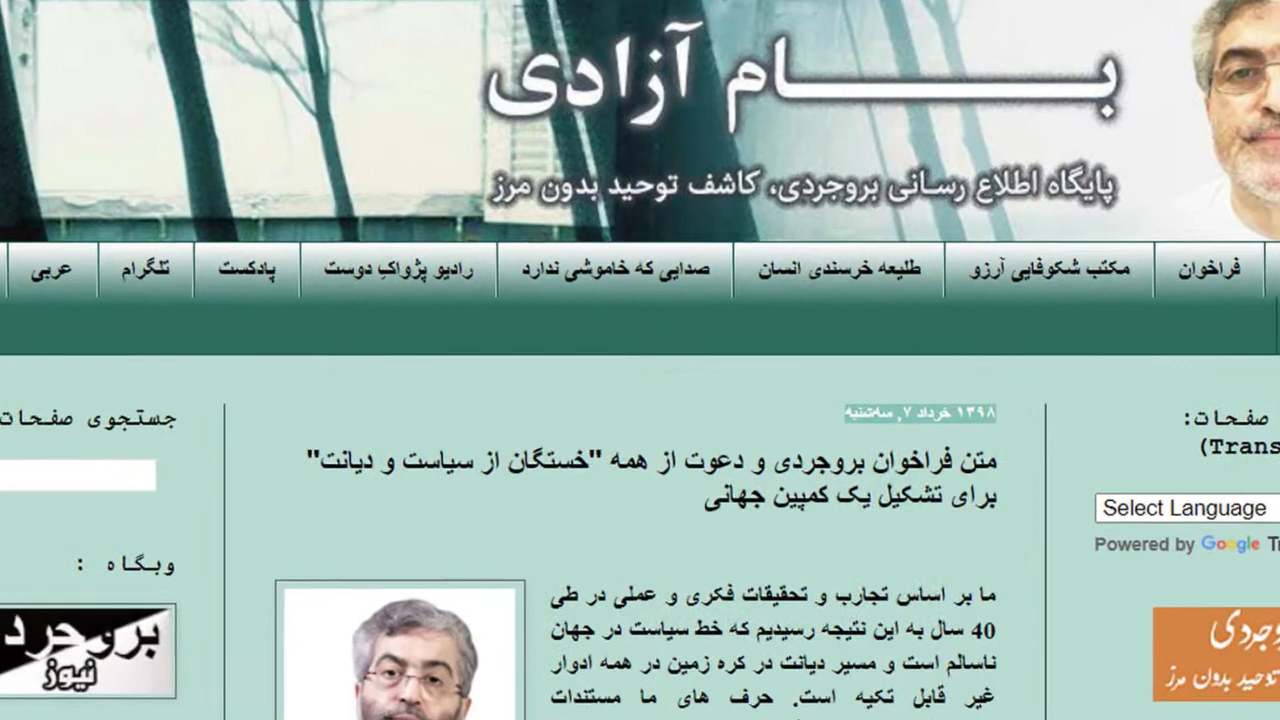 بـــــام آزادی
پایگاه اطلاع رسانی بروجردی، کاشف توحید بدون مرز
فراخوان
مکتب شکوفایی آرزو
طلیعه خرسندی انسان
صدایی که خاموشی ندارد
رادیو پژواکِ دوست
پادکست
تلگرام
عربی
صفحات:
(Trans
Select Language
Powered by Google
وجردی
توحید بدون مرز
۱۳۹۸ خرداد ۷, سه‌شنبه
متن فراخوان بروجردی و دعوت از همه "خستگان از سیاست و دیانت"
برای تشکیل یک کمپین جهانی
ما بر اساس تجارب و تحقیقات فکری و عملی در طی
40 سال به این نتیجه رسیدیم که خط سیاست در جهان
ناسالم است و مسیر دیانت در کره زمین در همه ادوار
غیر قابل تکیه است. حرف های ما مستندات
جستجوی صفحات
وبگاه :
بروجرد
نیوز